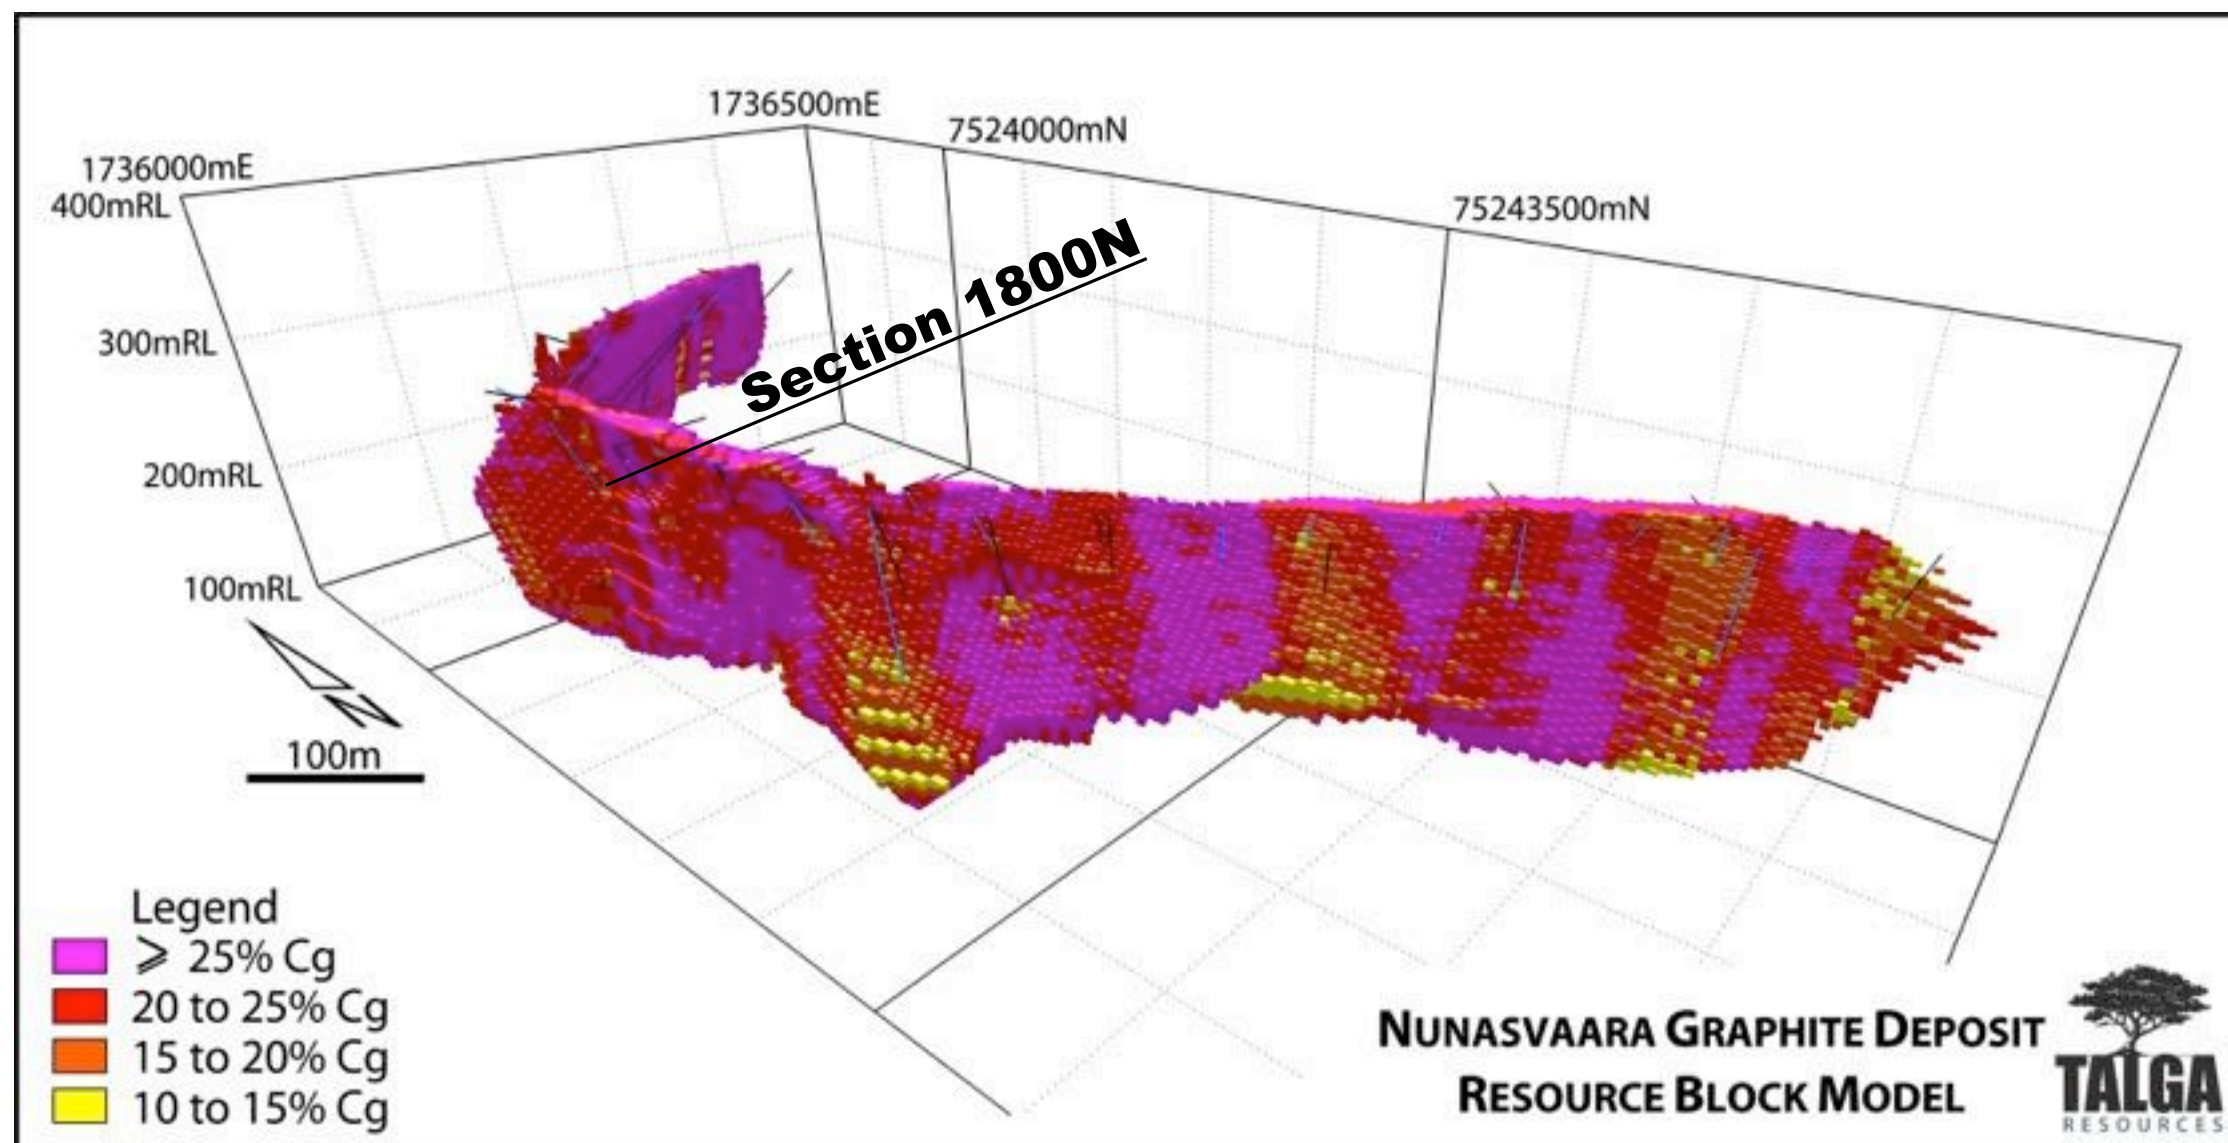 1736500mE
7524000mN
1736000mE
400mRL
75243500mN
Section 1800N
300mRL
200mRL
100mRL
N
100m
Legend
⩾ 25% Cg
20 to 25% Cg
15 to 20% Cg
10 to 15% Cg
NUNASVAARA GRAPHITE DEPOSIT
RESOURCE BLOCK MODEL
TALGA
RESOURCES